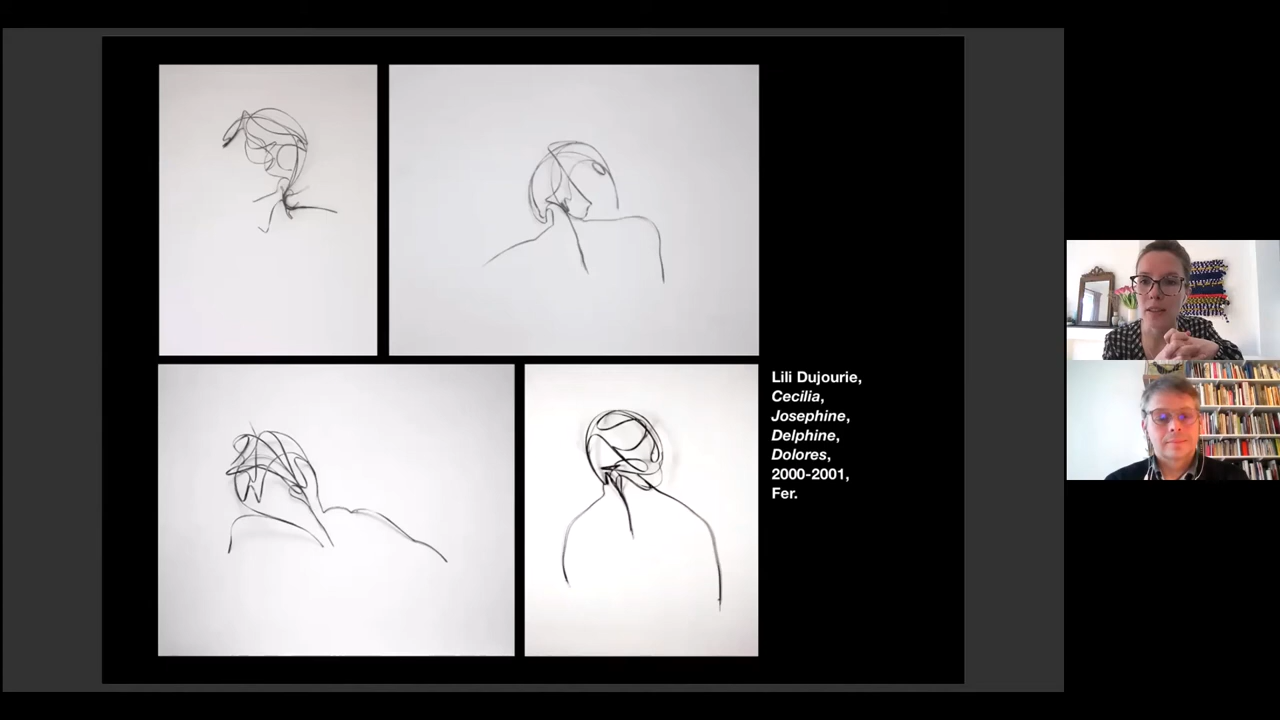 Lili Dujourie,
Cecilia,
Josephine,
Delphine,
Dolores,
2000-2001,
Fer.